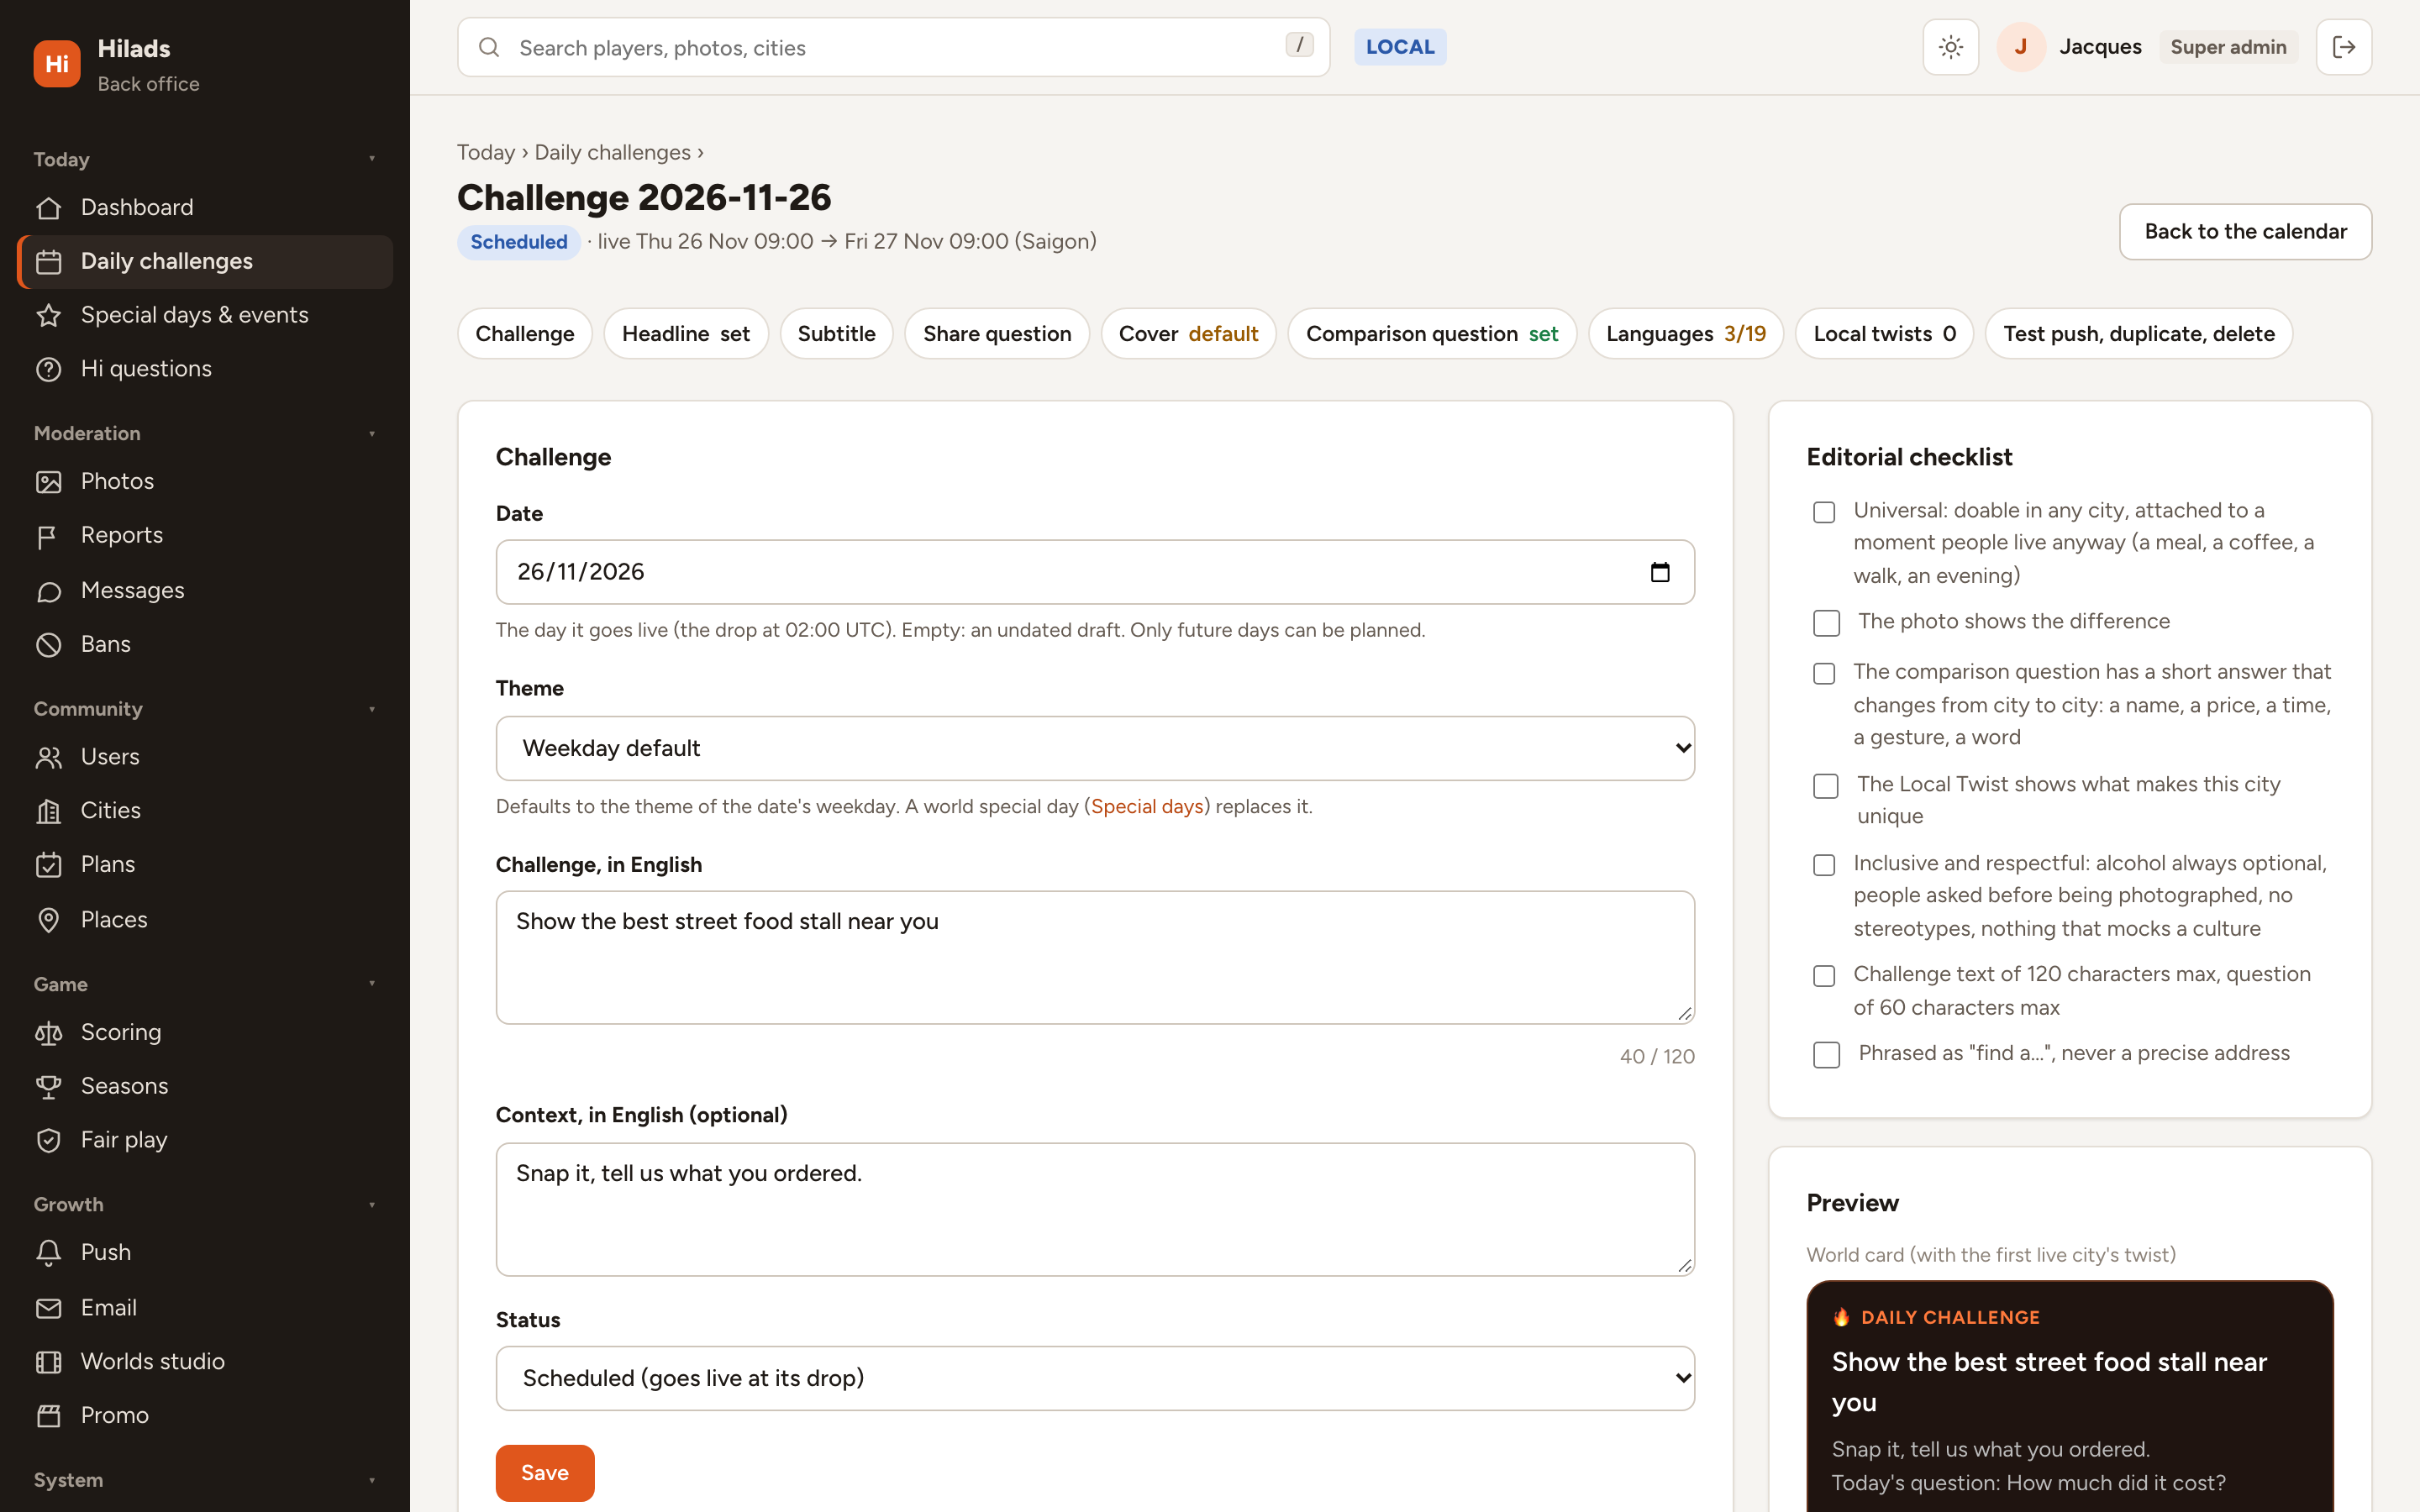 Hi
Hilads
Back office
Today
Dashboard
Daily challenges
Special days & events
Hi questions
Moderation
Photos
Reports
Messages
Bans
Community
Users
Cities
Plans
Places
Game
Scoring
Seasons
Fair play
Growth
Push
Email
Worlds studio
Promo
System
Search players, photos, cities
/
LOCAL
J
Jacques
Super admin
Today › Daily challenges ›
Challenge 2026-11-26
Scheduled · live Thu 26 Nov 09:00 → Fri 27 Nov 09:00 (Saigon)
Back to the calendar
Challenge
Headline set
Subtitle
Share question
Cover default
Comparison question set
Languages 3/19
Local twists 0
Test push, duplicate, delete
Challenge
Date
26/11/2026
The day it goes live (the drop at 02:00 UTC). Empty: an undated draft. Only future days can be planned.
Theme
Weekday default
Defaults to the theme of the date's weekday. A world special day (Special days) replaces it.
Challenge, in English
Show the best street food stall near you
40 / 120
Context, in English (optional)
Snap it, tell us what you ordered.
Status
Scheduled (goes live at its drop)
Save
Editorial checklist
Universal: doable in any city, attached to a
moment people live anyway (a meal, a coffee, a
walk, an evening)
The photo shows the difference
The comparison question has a short answer that
changes from city to city: a name, a price, a time,
a gesture, a word
The Local Twist shows what makes this city
unique
Inclusive and respectful: alcohol always optional,
people asked before being photographed, no
stereotypes, nothing that mocks a culture
Challenge text of 120 characters max, question
of 60 characters max
Phrased as "find a...", never a precise address
Preview
World card (with the first live city's twist)
🔥 DAILY CHALLENGE
Show the best street food stall near
you
Snap it, tell us what you ordered.
Today's question: How much did it cost?